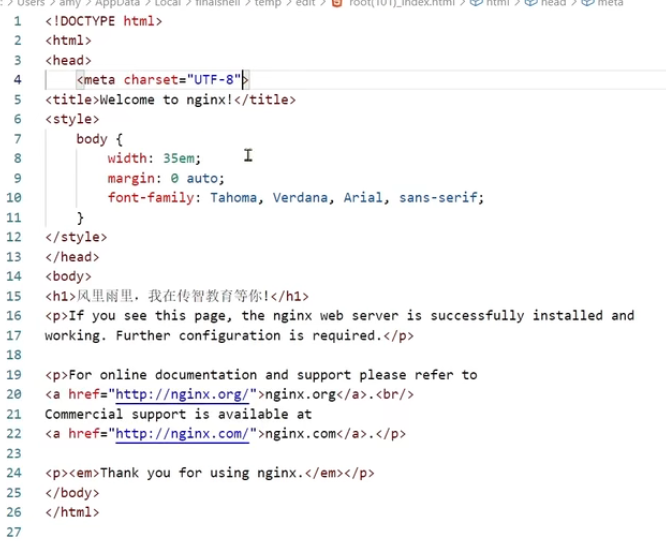 > Users > amy > AppData > Local > finalshell > temp > edit > root(101)_index.html > html > head > meta
1 <!DOCTYPE html>
2 <html>
3 <head>
4     <meta charset="UTF-8">
5 <title>Welcome to nginx!</title>
6 <style>
7     body {
8         width: 35em;
9         margin: 0 auto;
10         font-family: Tahoma, Verdana, Arial, sans-serif;
11     }
12 </style>
13 </head>
14 <body>
15 <h1>风里雨里，我在传智教育等你!</h1>
16 <p>If you see this page, the nginx web server is successfully installed and
17 working. Further configuration is required.</p>
18
19 <p>For online documentation and support please refer to
20 <a href="http://nginx.org/">nginx.org</a>.<br/>
21 Commercial support is available at
22 <a href="http://nginx.com/">nginx.com</a>.</p>
23
24 <p><em>Thank you for using nginx.</em></p>
25 </body>
26 </html>
27